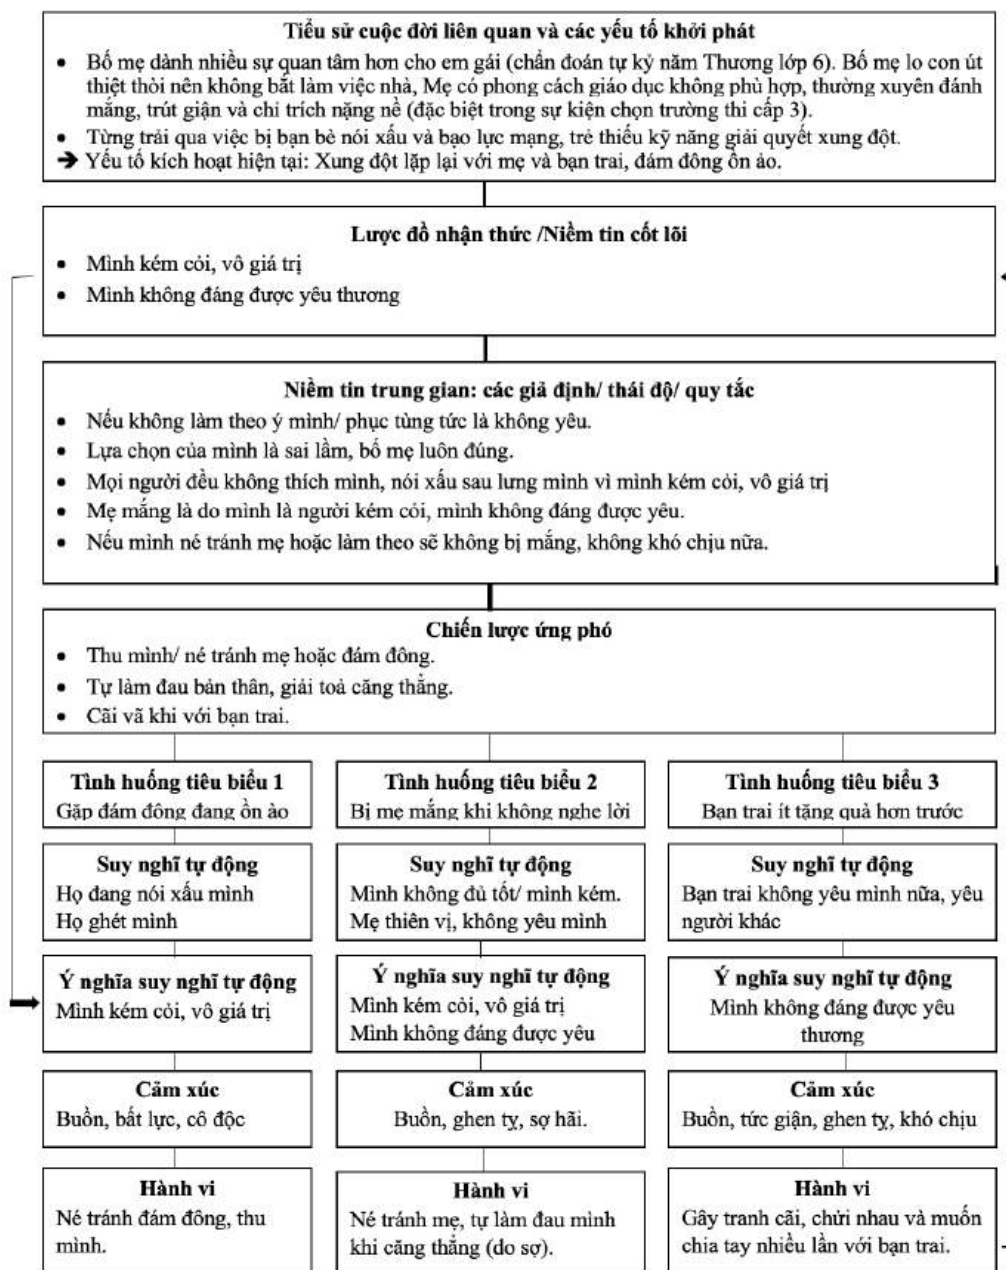 Tiểu sử cuộc đời liên quan và các yếu tố khởi phát
• Bố mẹ dành nhiều sự quan tâm hơn cho em gái (chẩn đoán tự kỷ năm Thương lớp 6). Bố mẹ lo con út
thiệt thòi nên không bắt làm việc nhà, Mẹ có phong cách giáo dục không phù hợp, thường xuyên đánh
mắng, trút giận và chỉ trích nặng nề (đặc biệt trong sự kiện chọn trường thi cấp 3).
• Từng trải qua việc bị bạn bè nói xấu và bạo lực mạng, trẻ thiếu kỹ năng giải quyết xung đột.
➔ Yếu tố kích hoạt hiện tại: Xung đột lặp lại với mẹ và bạn trai, đám đông ồn ảo.
Lược đồ nhận thức /Niềm tin cốt lõi
• Mình kém cỏi, vô giá trị
• Mình không đáng được yêu thương
Niềm tin trung gian: các giả định/ thái độ/ quy tắc
• Nếu không làm theo ý mình/ phục tùng tức là không yêu.
• Lựa chọn của mình là sai lầm, bố mẹ luôn đúng.
• Mọi người đều không thích mình, nói xấu sau lưng mình vì mình kém cỏi, vô giá trị
• Mẹ mắng là do mình là người kém cỏi, mình không đáng được yêu.
• Nếu mình né tránh mẹ hoặc làm theo sẽ không bị mắng, không khó chịu nữa.
Chiến lược ứng phó
• Thu mình/ né tránh mẹ hoặc đám đông.
• Tự làm đau bản thân, giải toả căng thẳng.
• Cãi vã khi với bạn trai.
Tình huống tiêu biểu 1
Gặp đám đông đang ồn ào
Suy nghĩ tự động
Họ đang nói xấu mình
Họ ghét mình
Ý nghĩa suy nghĩ tự động
Mình kém cỏi, vô giá trị
Cảm xúc
Buồn, bất lực, cô độc
Hành vi
Né tránh đám đông, thu
mình.
Tình huống tiêu biểu 2
Bị mẹ mắng khi không nghe lời
Suy nghĩ tự động
Mình không đủ tốt/ mình kém.
Mẹ thiên vị, không yêu mình
Ý nghĩa suy nghĩ tự động
Mình kém cỏi, vô giá trị
Mình không đáng được yêu
Cảm xúc
Buồn, ghen tỵ, sợ hãi.
Hành vi
Né tránh mẹ, tự làm đau mình
khi căng thẳng (do sợ).
Tình huống tiêu biểu 3
Bạn trai ít tặng quà hơn trước
Suy nghĩ tự động
Bạn trai không yêu mình nữa, yêu
người khác
Ý nghĩa suy nghĩ tự động
Mình không đáng được yêu
thương
Cảm xúc
Buồn, tức giận, ghen tỵ, khó chịu
Hành vi
Gây tranh cãi, chửi nhau và muốn
chia tay nhiều lần với bạn trai.